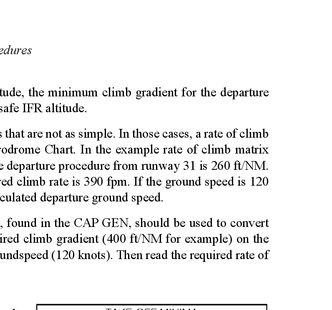 edures
tude, the minimum climb gradient for the departure
safe IFR altitude.
s that are not as simple. In those cases, a rate of climb
rodrome Chart. In the example rate of climb matrix
e departure procedure from runway 31 is 260 ft/NM.
ed climb rate is 390 fpm. If the ground speed is 120
culated departure ground speed.
, found in the CAP GEN, should be used to convert
ired climb gradient (400 ft/NM for example) on the
undspeed (120 knots). Then read the required rate of